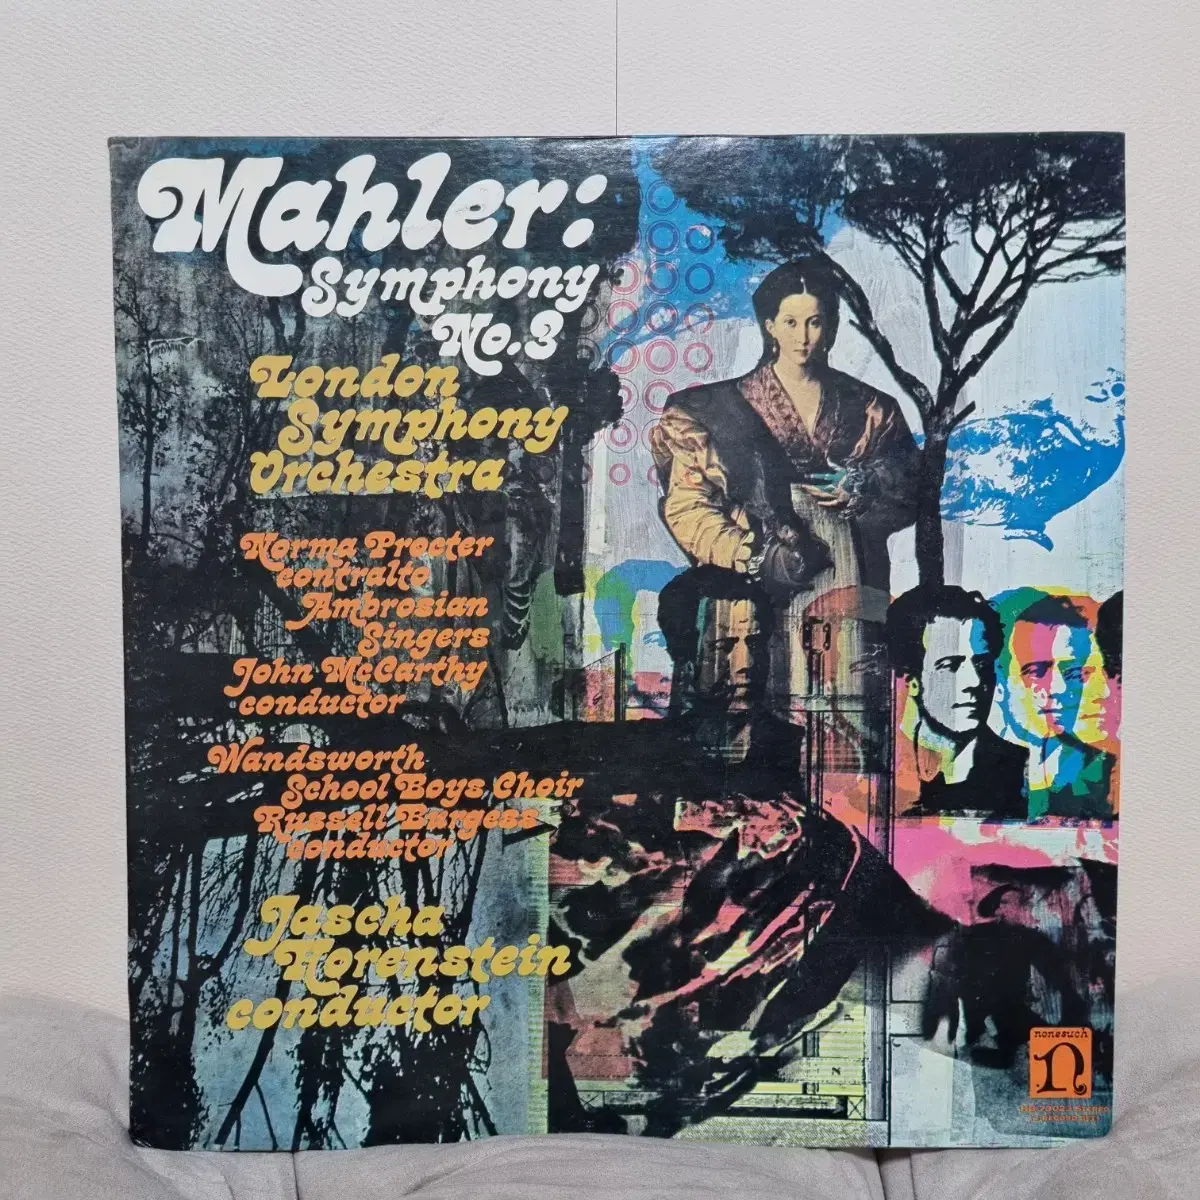 Mahler:
Symphony
No.3
London
Symphony
Orchestra
Norma Procter
contralto
Ambrosian
Singers
John McCarthy
conductor
Wandsworth
School Boys Choir
Russell Burgess
conductor
Jascha
Horenstein
conductor
nonesuch
n